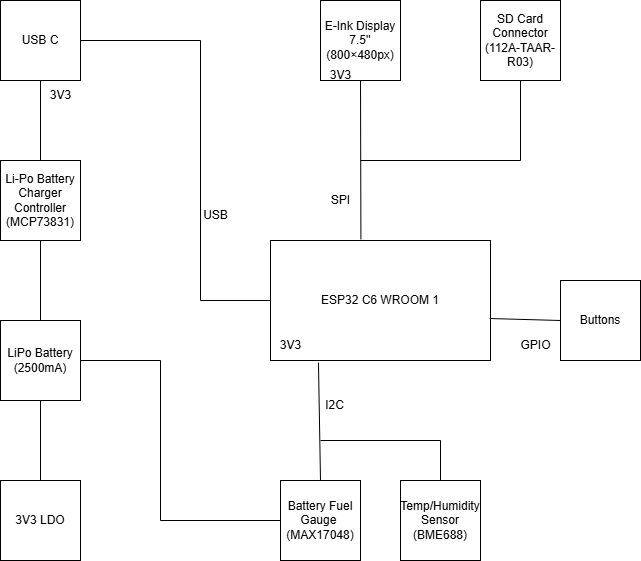 USB C
E-Ink Display
7.5"
(800×480px)
3V3
SD Card
Connector
(112A-TAAR-
R03)
3V3
Li-Po Battery
Charger
Controller
(MCP73831)
SPI
USB
ESP32 C6 WROOM 1
3V3
Buttons
GPIO
LiPo Battery
(2500mA)
I2C
3V3 LDO
Battery Fuel
Gauge
(MAX17048)
Temp/Humidity
Sensor
(BME688)